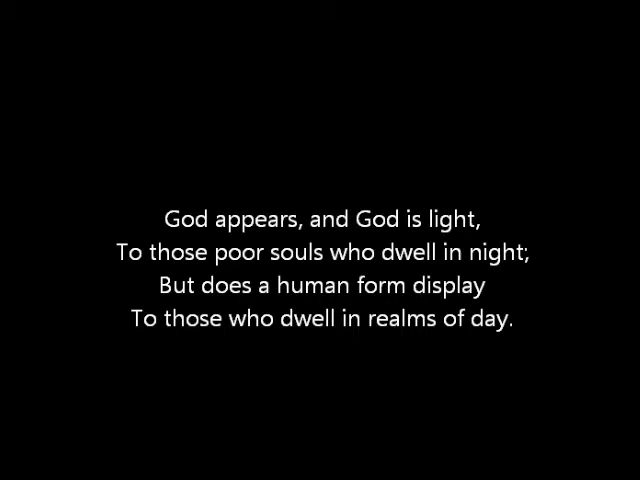 God appears, and God is light,
To those poor souls who dwell in night;
But does a human form display
To those who dwell in realms of day.